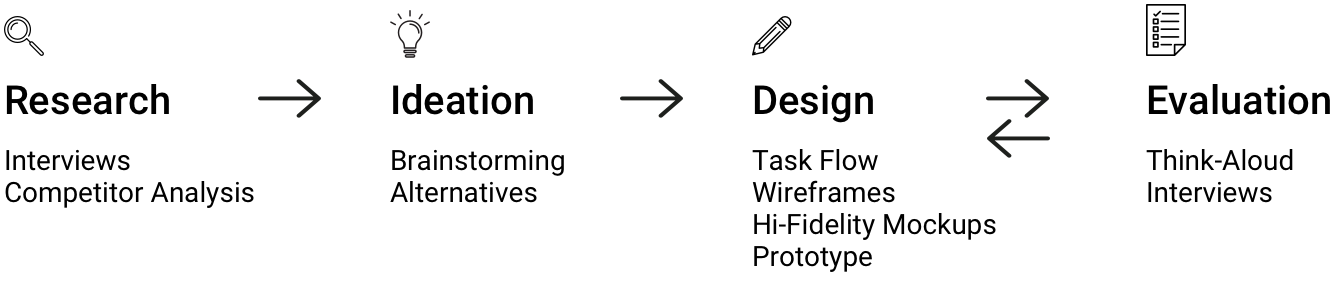 Research
Interviews
Competitor Analysis
Ideation
Brainstorming
Alternatives
Design
Task Flow
Wireframes
Hi-Fidelity Mockups
Prototype
Evaluation
Think-Aloud
Interviews